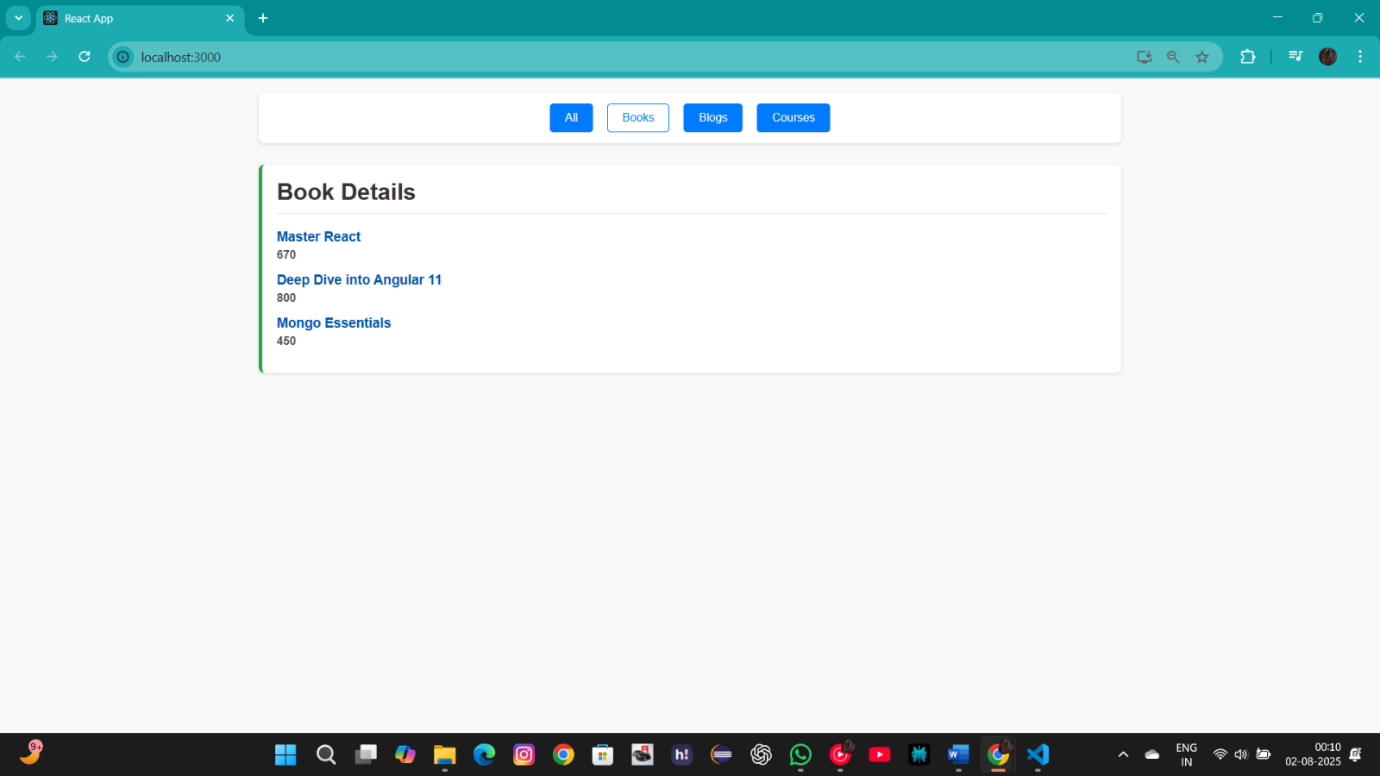 React App
localhost:3000
All Books Blogs Courses
Book Details
Master React
670
Deep Dive into Angular 11
800
Mongo Essentials
450
9+
h!
W
ENG
IN
00:10
02-08-2025